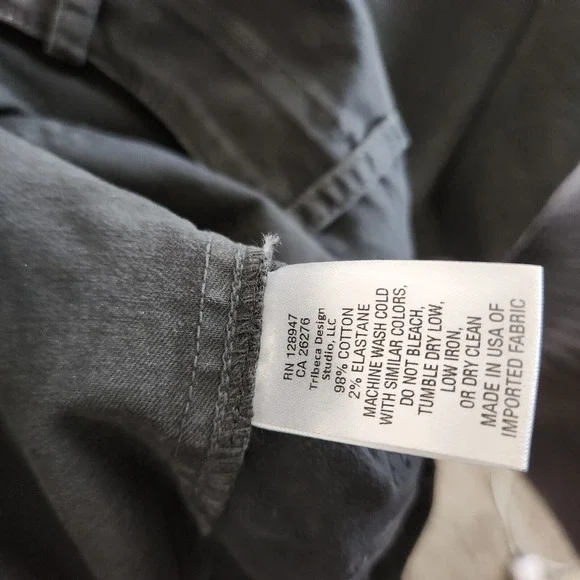 RN 128947
CA 26276
Tribeca Design
Studio, LLC
98% COTTON
2% ELASTANE
MACHINE WASH COLD
WITH SIMILAR COLORS,
DO NOT BLEACH,
TUMBLE DRY LOW,
LOW IRON,
OR DRY CLEAN
MADE IN USA OF
IMPORTED FABRIC